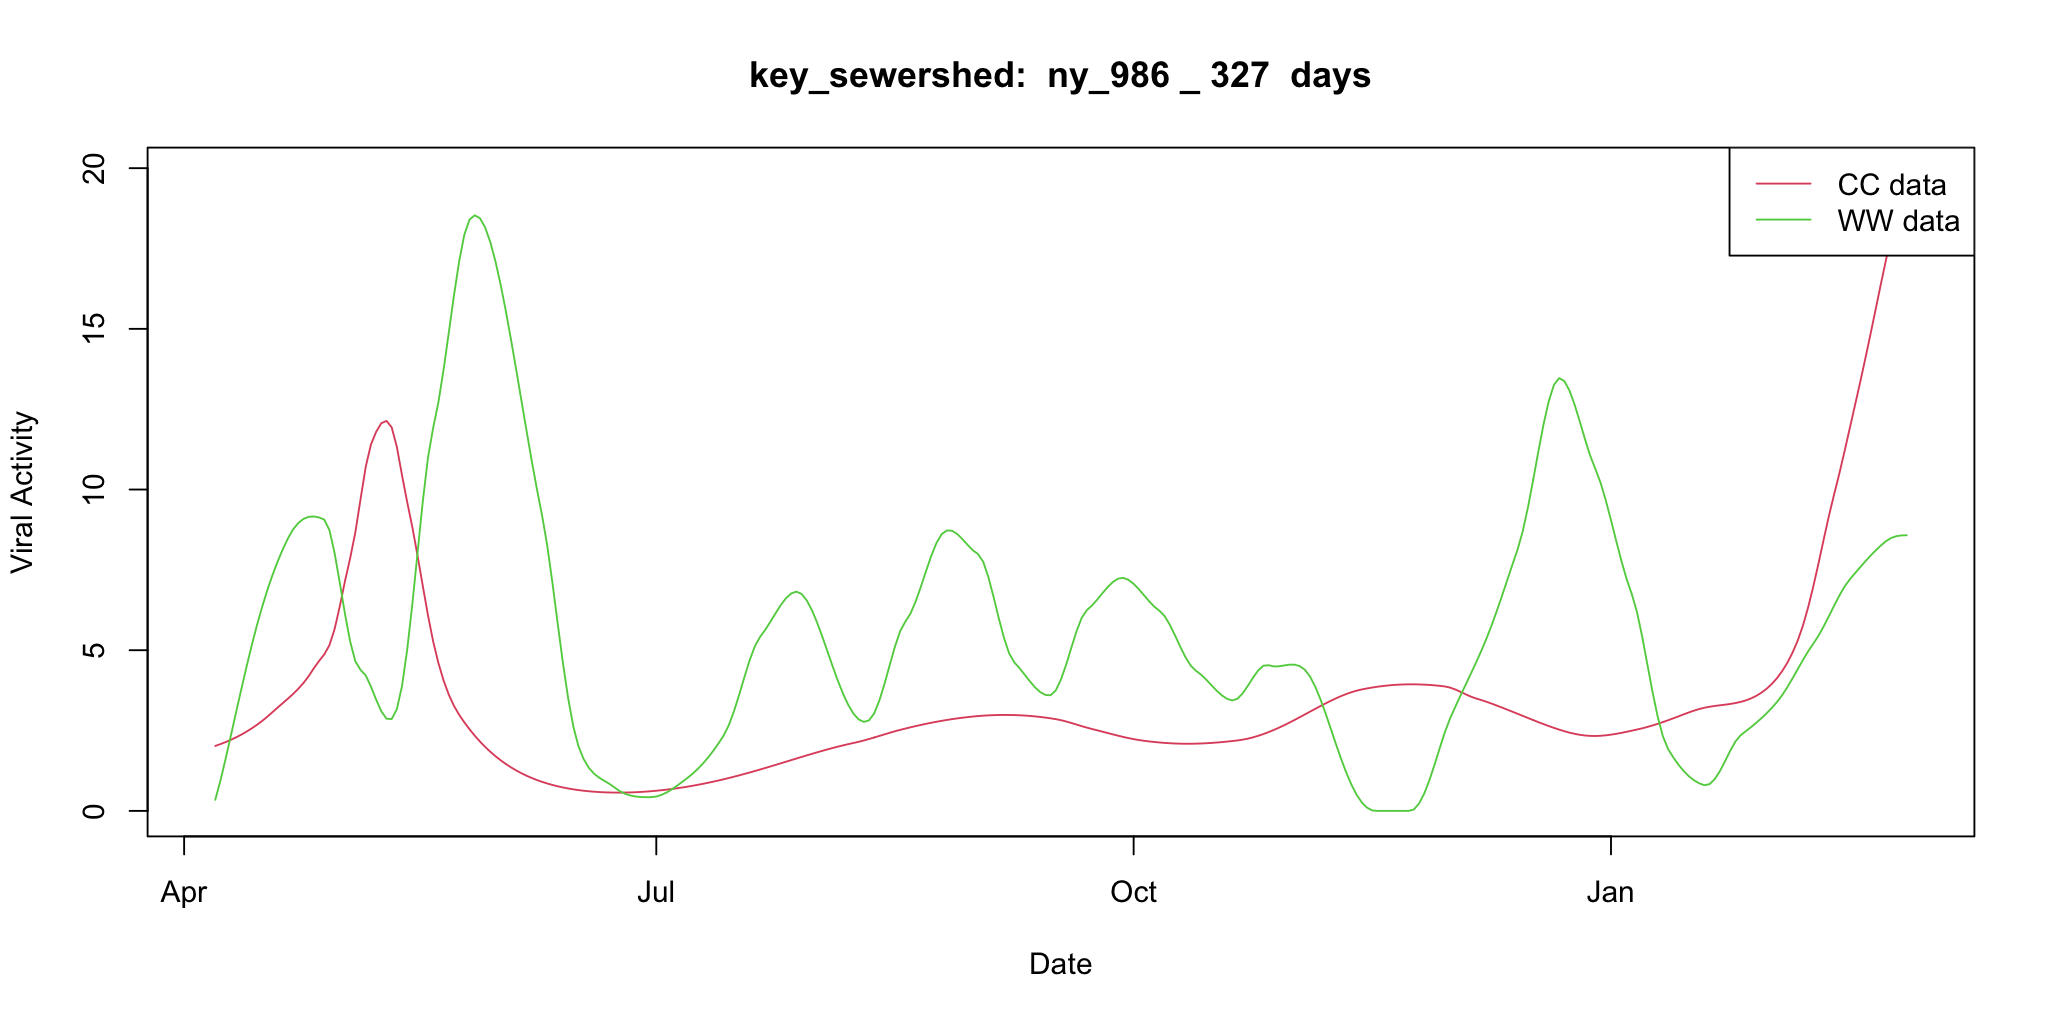 key_sewershed:  ny_986 _ 327  days
CC data
WW data
Viral Activity
20
15
10
5
0
Apr
Jul
Oct
Jan
Date